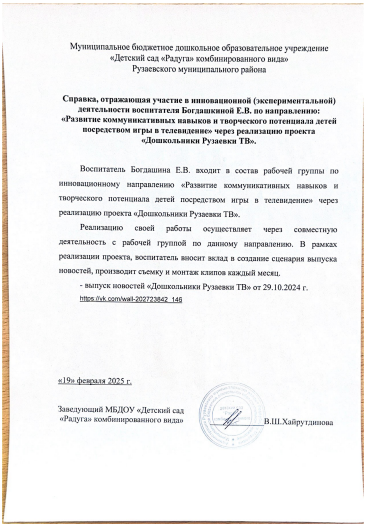 Муниципальное бюджетное дошкольное образовательное учреждение
«Детский сад «Радуга» комбинированного вида»
Рузаевского муниципального района
Справка, отражающая участие в инновационной (экспериментальной)
деятельности воспитателя Богдашкиной Е.В. по направлению:
«Развитие коммуникативных навыков и творческого потенциала детей
посредством игры в телевидение» через реализацию проекта
«Дошкольники Рузаевки ТВ».
Воспитатель Богдашина Е.В. входит в состав рабочей группы по
инновационному направлению «Развитие коммуникативных навыков и
творческого потенциала детей посредством игры в телевидение» через
реализацию проекта «Дошкольники Рузаевки ТВ».
Реализацию своей работы осуществляет через совместную
деятельность с рабочей группой по данному направлению. В рамках
реализации проекта, воспитатель вносит вклад в создание сценария выпуска
новостей, производит съемку и монтаж клипов каждый месяц.
- выпуск новостей «Дошкольники Рузаевки ТВ» от 29.10.2024 г.
https://vk.com/wall-202723842_146
«19» февраля 2025 г.
Заведующий МБДОУ «Детский сад
«Радуга» комбинированного вида»
В.Ш.Хайрутдинова